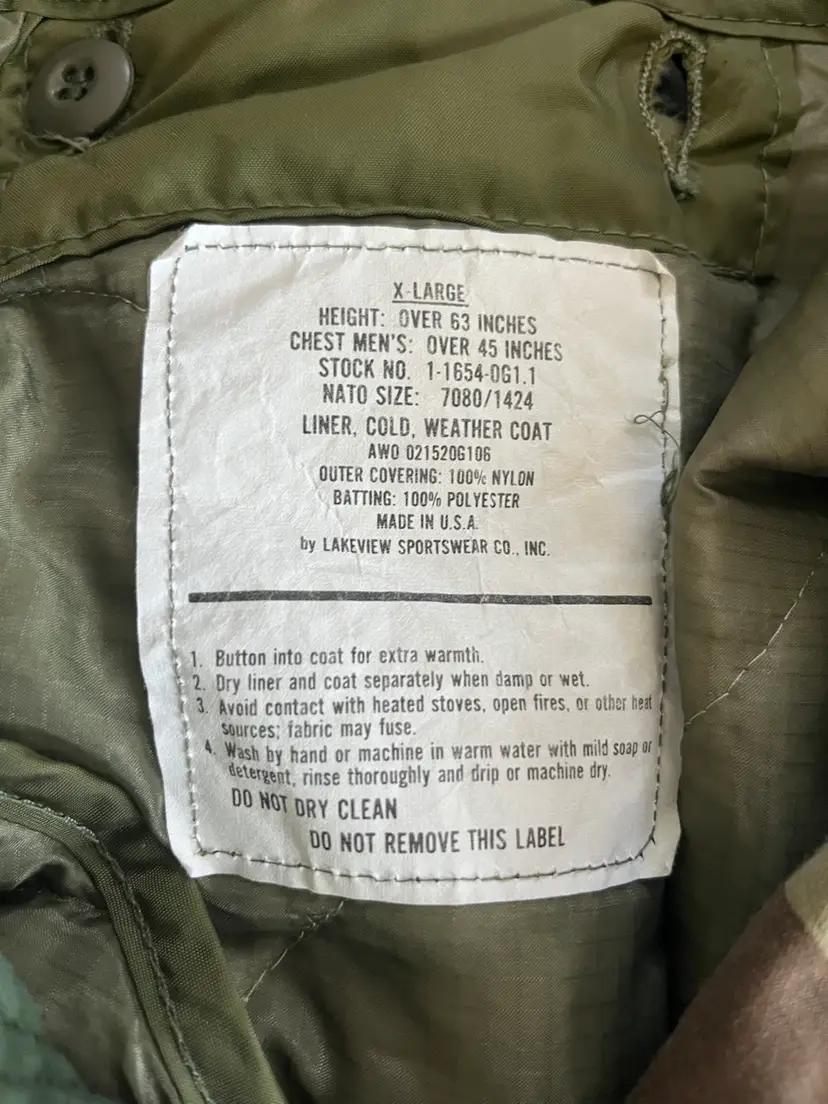 X-LARGE
HEIGHT: OVER 63 INCHES
CHEST MEN'S: OVER 45 INCHES
STOCK NO. 1-1654-0G1.1
NATO SIZE: 7080/1424
LINER, COLD, WEATHER COAT
AWO 021520G106
OUTER COVERING: 100% NYLON
BATTING: 100% POLYESTER
MADE IN U.S.A.
by LAKEVIEW SPORTSWEAR CO., INC.
1. Button into coat for extra warmth.
2. Dry liner and coat separately when damp or wet.
3. Avoid contact with heated stoves, open fires, or other heat
sources; fabric may fuse.
4. Wash by hand or machine in warm water with mild soap or
detergent, rinse thoroughly and drip or machine dry.
DO NOT DRY CLEAN
DO NOT REMOVE THIS LABEL